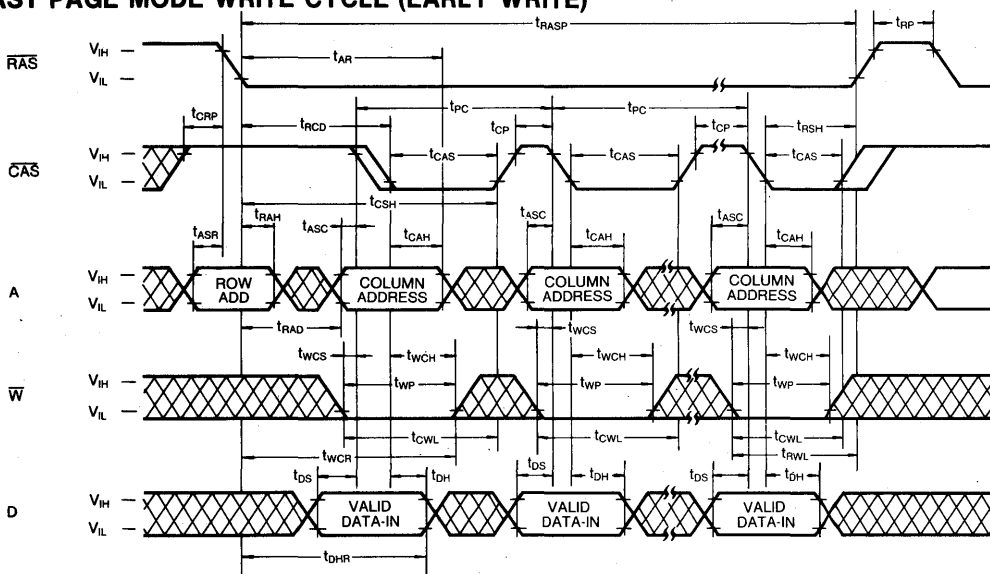 AST PAGE MODE WRITE CYCLE (EARLY WRITE)
tRASP
tRP
tAR
RAS
VIH
VIL
tCRP
tRCD
tPC
tPC
tCP
tCP
tRSH
CAS
VIH
VIL
tCAS
tCAS
tCAS
tCSH
tASR
tRAH
tASC
tCAH
tASC
tCAH
tASC
tCAH
A
VIH
VIL
ROW ADD
COLUMN ADDRESS
COLUMN ADDRESS
COLUMN ADDRESS
tRAD
tWCS
tWCS
tWCS
tWCH
tWCH
tWCH
W
VIH
VIL
tWP
tWP
tWP
tCWL
tCWL
tCWL
tWCR
tRWL
tDS
tDH
tDS
tDH
tDS
tDH
D
VIH
VIL
VALID DATA-IN
VALID DATA-IN
VALID DATA-IN
tDHR